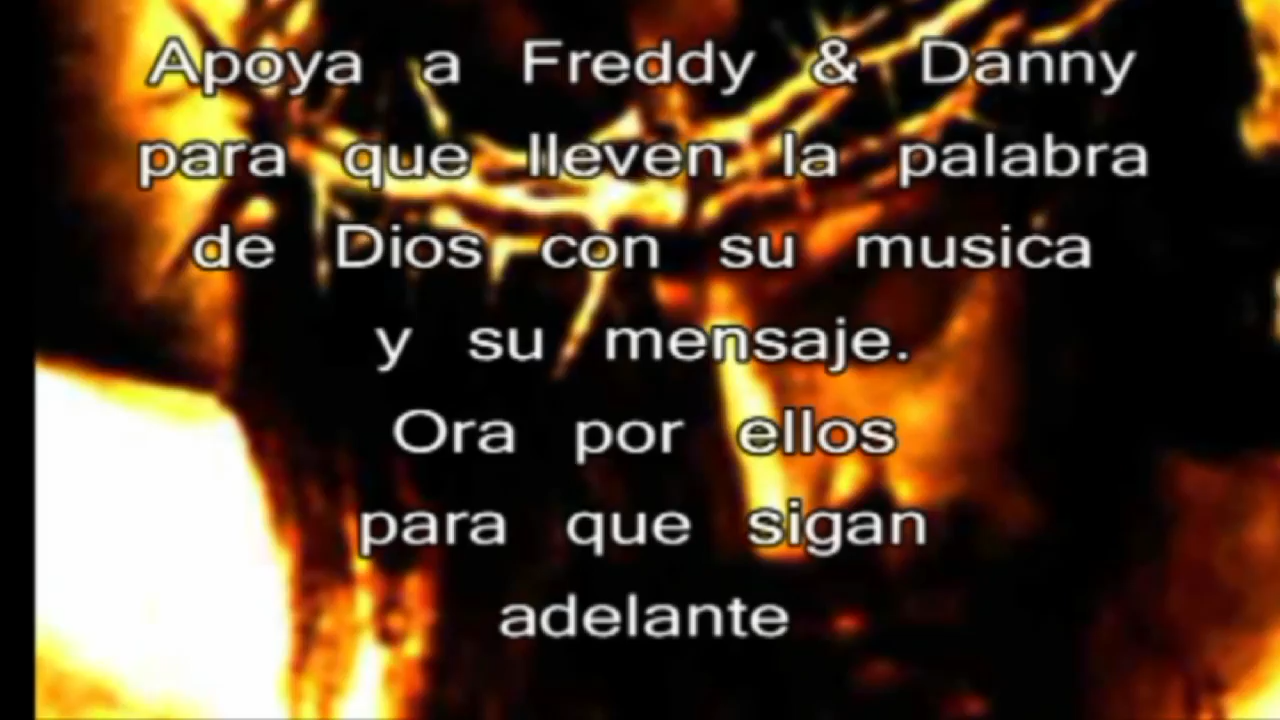 Apoya a Freddy & Danny
para que lleven la palabra
de Dios con su musica
y su mensaje.
Ora por ellos
para que sigan
adelante